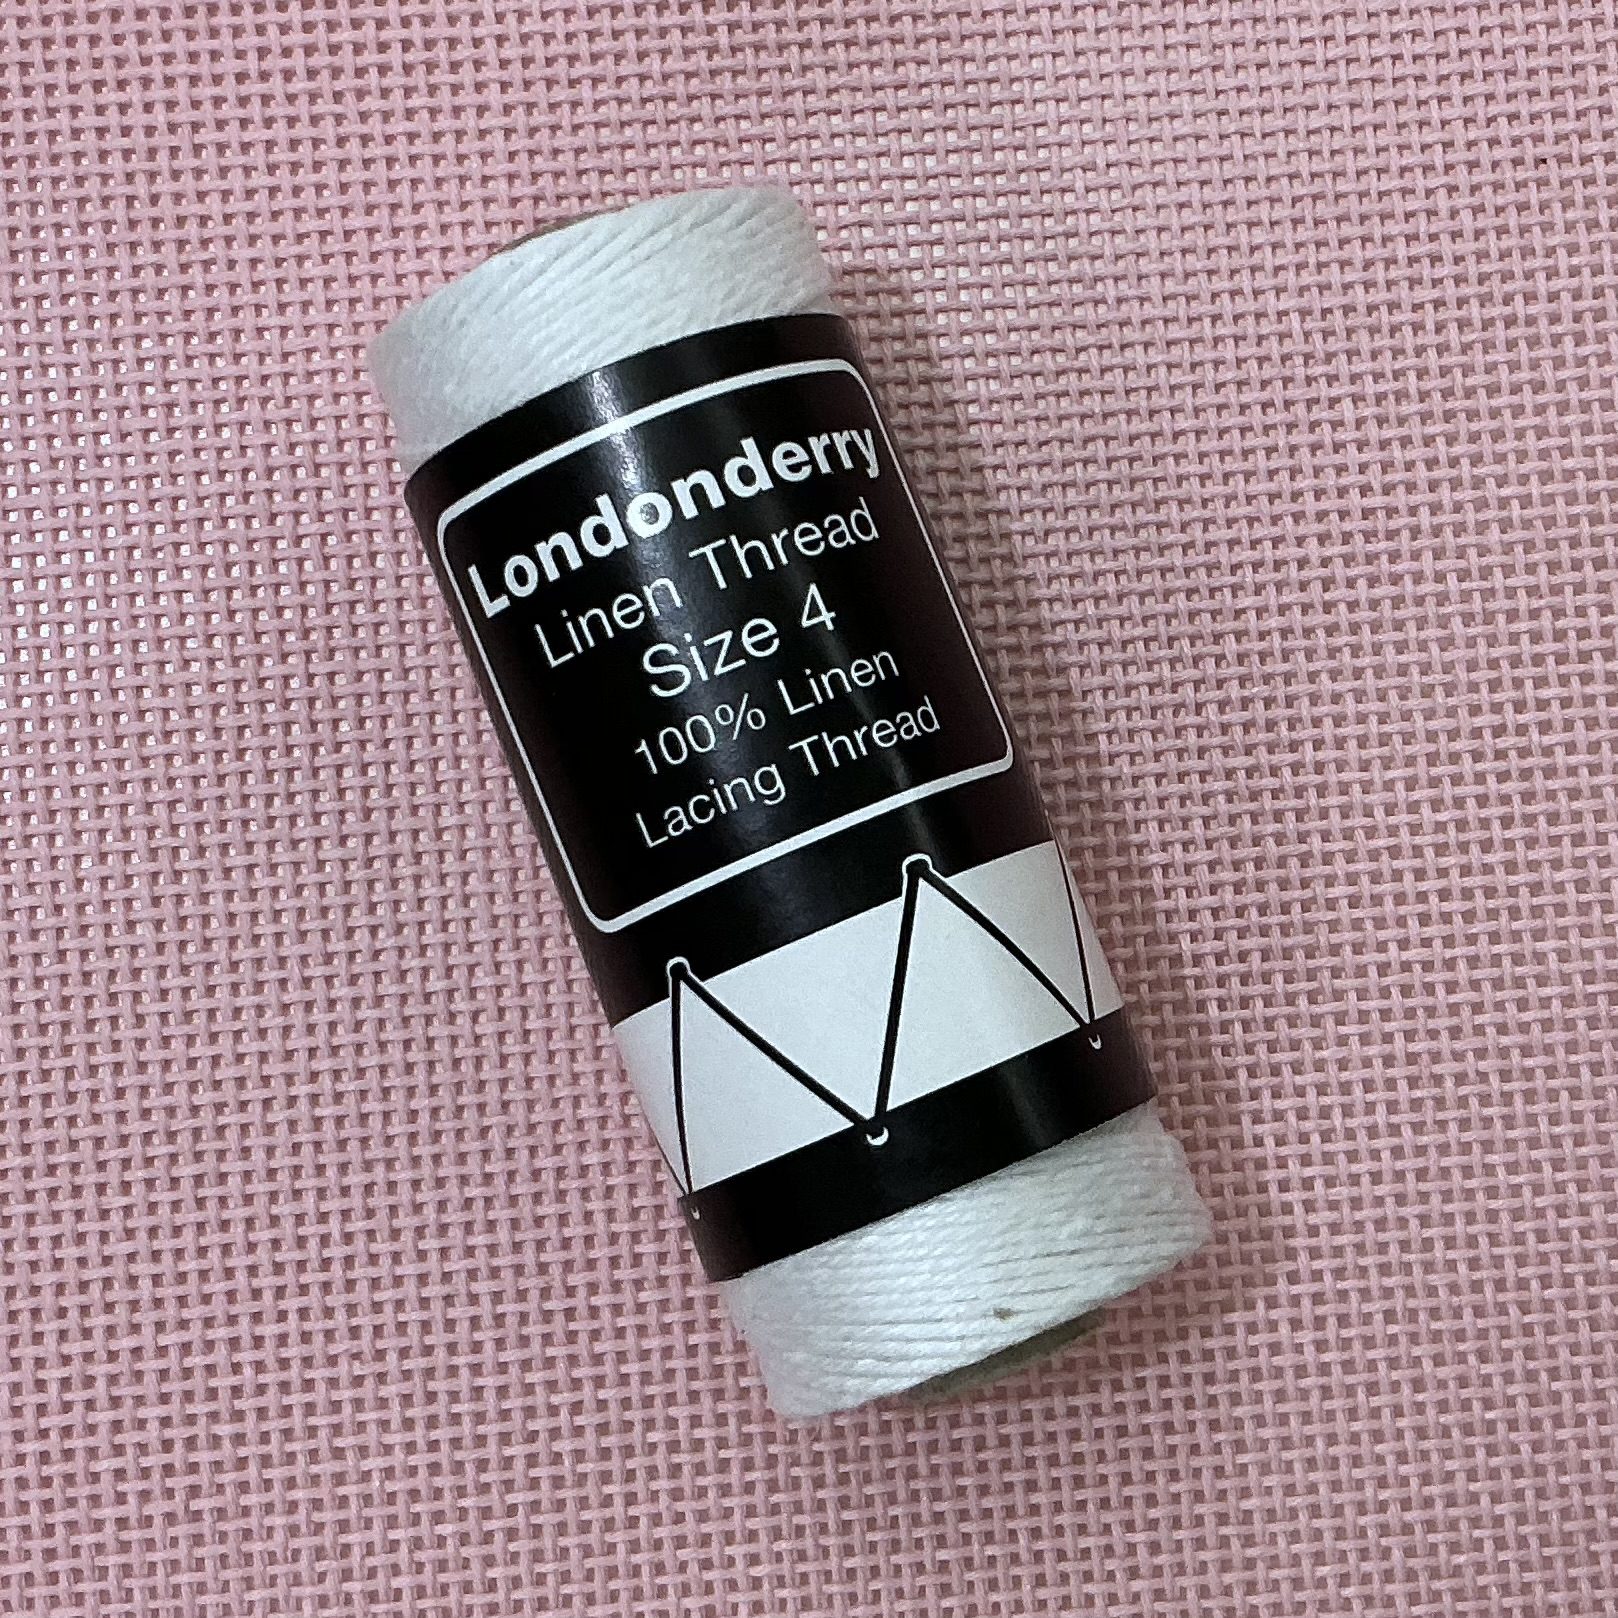 Londonderry
Linen Thread
Size 4
100% Linen
Lacing Thread